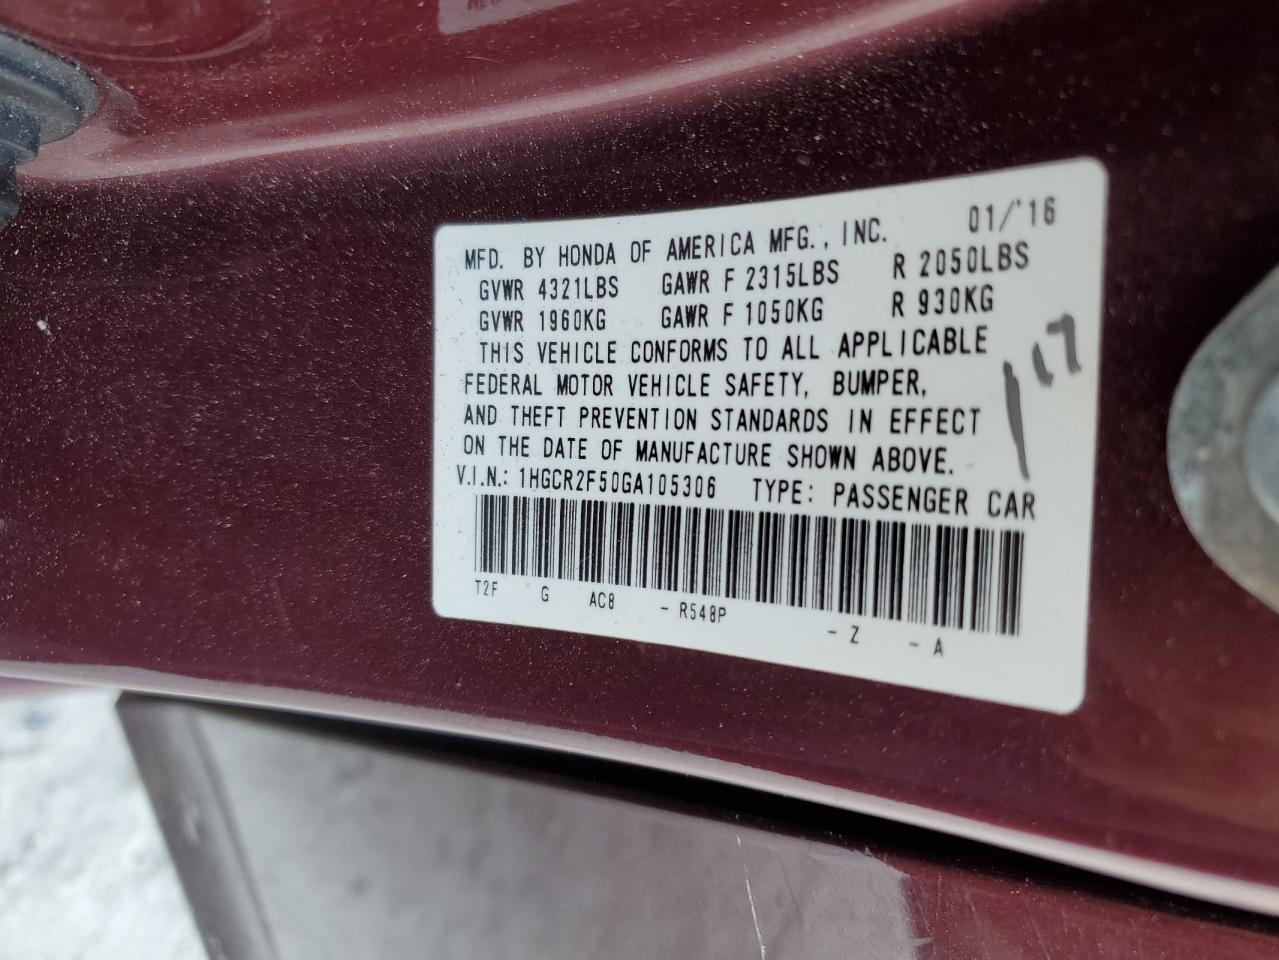 MFD. BY HONDA OF AMERICA MFG., INC. 01/'16
GVWR 4321LBS GAWR F 2315LBS R 2050LBS
GVWR 1960KG GAWR F 1050KG R 930KG
THIS VEHICLE CONFORMS TO ALL APPLICABLE
FEDERAL MOTOR VEHICLE SAFETY, BUMPER,
AND THEFT PREVENTION STANDARDS IN EFFECT
ON THE DATE OF MANUFACTURE SHOWN ABOVE.
V.I.N.: 1HGCR2F50GA105306 TYPE: PASSENGER CAR
T2F G AC8 - R548P - Z - A